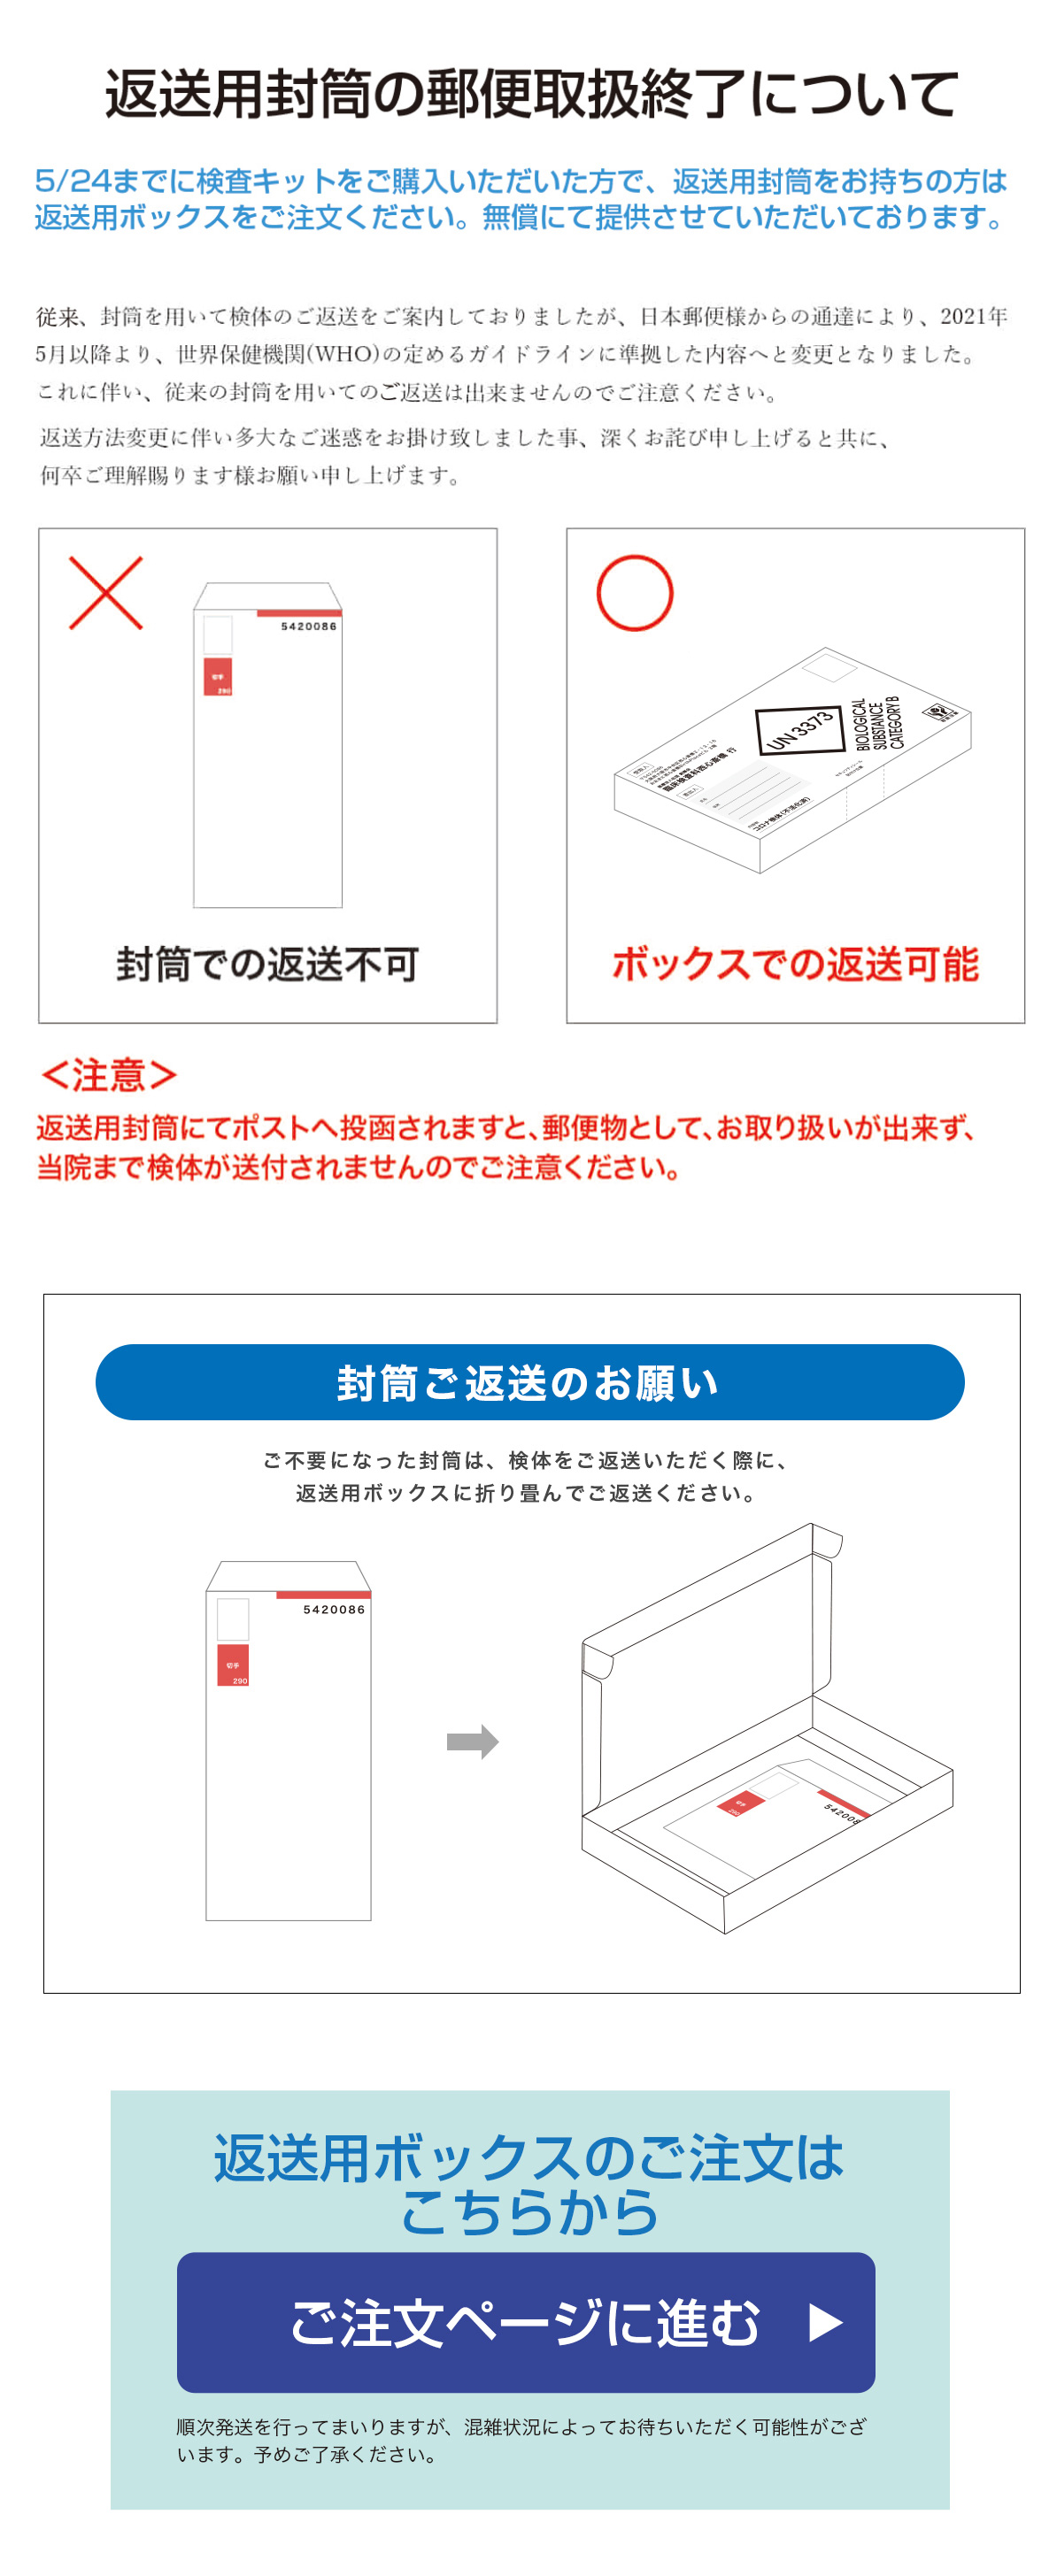 返送用封筒の郵便取扱終了について
5/24までに検査キットをご購入いただいた方で、返送用封筒をお持ちの方は
返送用ボックスをご注文ください。無償にて提供させていただいております。
従来、封筒を用いて検体のご返送をご案内しておりましたが、日本郵便様からの通達により、2021年
5月以降より、世界保健機関(WHO)の定めるガイドラインに準拠した内容へと変更となりました。
これに伴い、従来の封筒を用いてのご返送は出来ませんのでご注意ください。
返送方法変更に伴い多大なご迷惑をお掛け致しました事、深くお詫び申し上げると共に、
何卒ご理解賜ります様お願い申し上げます。
5420086
切手
290
封筒での返送不可
UN3373
BIOLOGICAL
SUBSTANCE
CATEGORY B
臨床検査科西心斎橋 行
コロナ検体(不活化済)
ボックスでの返送可能
＜注意＞
返送用封筒にてポストへ投函されますと、郵便物として、お取り扱いが出来ず、
当院まで検体が送付されませんのでご注意ください。
封筒ご返送のお願い
ご不要になった封筒は、検体をご返送いただく際に、
返送用ボックスに折り畳んでご返送ください。
5420086
切手
290
切手
290
542008
返送用ボックスのご注文は
こちらから
ご注文ページに進む ▶
順次発送を行ってまいりますが、混雑状況によってお待ちいただく可能性がござ
います。予めご了承ください。